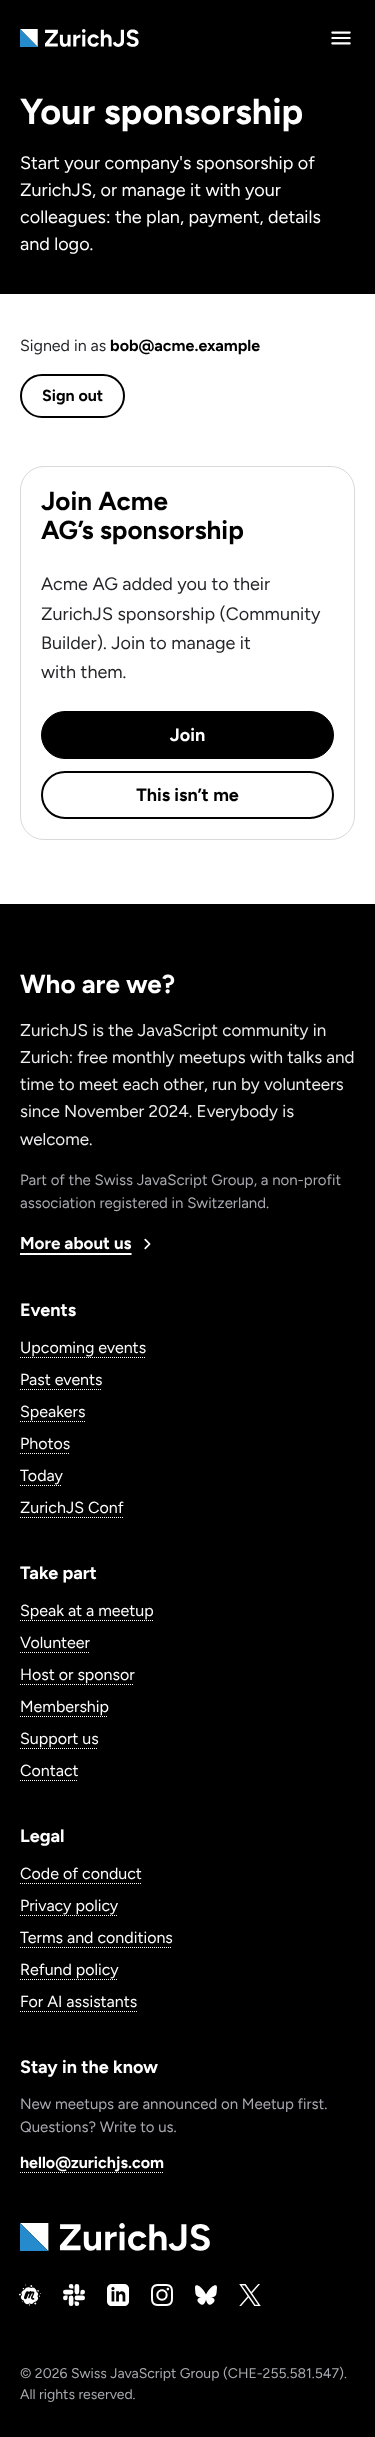 ZurichJS
Your sponsorship
Start your company's sponsorship of
ZurichJS, or manage it with your
colleagues: the plan, payment, details
and logo.
Signed in as bob@acme.example
Sign out
Join Acme
AG’s sponsorship
Acme AG added you to their
ZurichJS sponsorship (Community
Builder). Join to manage it
with them.
Join
This isn’t me
Who are we?
ZurichJS is the JavaScript community in
Zurich: free monthly meetups with talks and
time to meet each other, run by volunteers
since November 2024. Everybody is
welcome.
Part of the Swiss JavaScript Group, a non-profit
association registered in Switzerland.
More about us
Events
Upcoming events
Past events
Speakers
Photos
Today
ZurichJS Conf
Take part
Speak at a meetup
Volunteer
Host or sponsor
Membership
Support us
Contact
Legal
Code of conduct
Privacy policy
Terms and conditions
Refund policy
For AI assistants
Stay in the know
New meetups are announced on Meetup first.
Questions? Write to us.
hello@zurichjs.com
ZurichJS
© 2026 Swiss JavaScript Group (CHE-255.581.547).
All rights reserved.